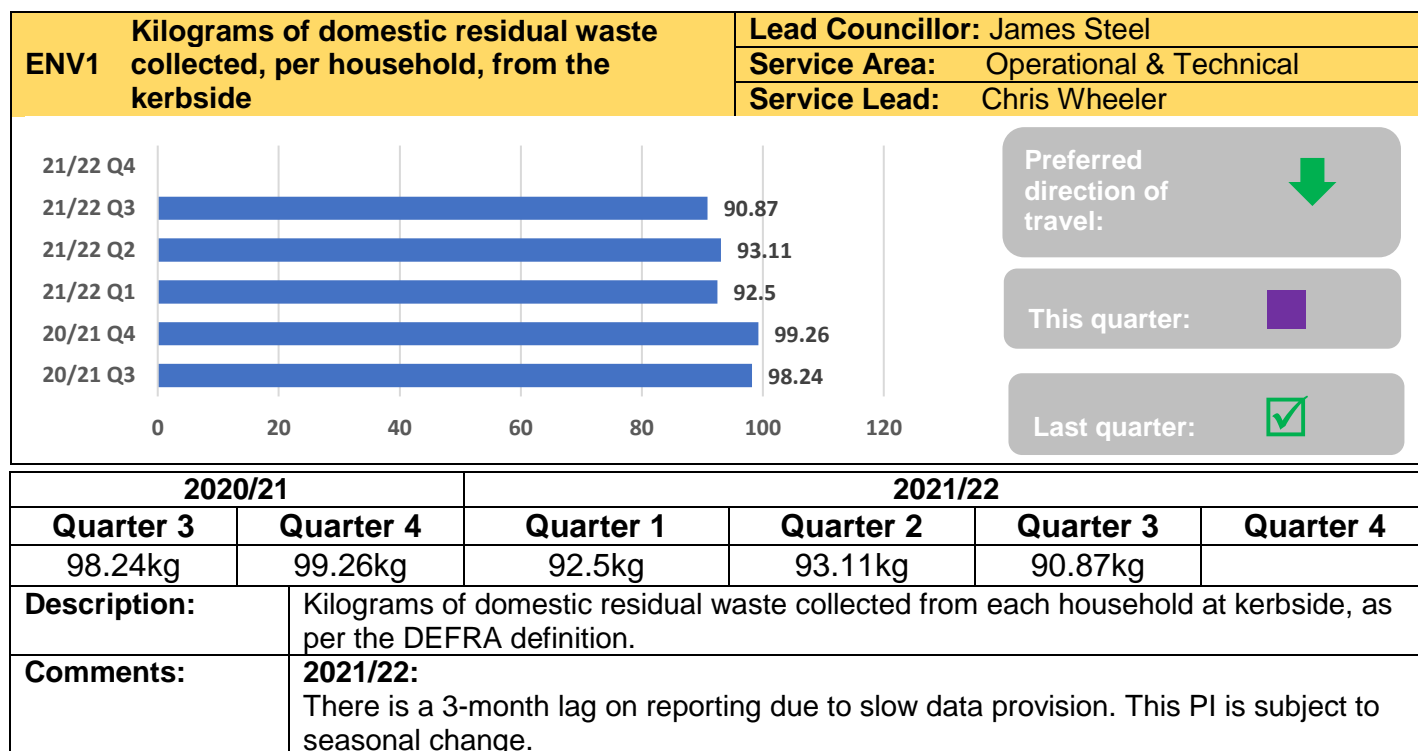 ENV1 Kilograms of domestic residual waste collected, per household, from the kerbside
Lead Councillor: James Steel
Service Area: Operational & Technical
Service Lead: Chris Wheeler
21/22 Q4
21/22 Q3 90.87
21/22 Q2 93.11
21/22 Q1 92.5
20/21 Q4 99.26
20/21 Q3 98.24
0 20 40 60 80 100 120
Preferred
direction of
travel:
This quarter:
Last quarter:
2020/21 2021/22
Quarter 3 Quarter 4 Quarter 1 Quarter 2 Quarter 3 Quarter 4
98.24kg 99.26kg 92.5kg 93.11kg 90.87kg
Description: Kilograms of domestic residual waste collected from each household at kerbside, as
per the DEFRA definition.
Comments: 2021/22:
There is a 3-month lag on reporting due to slow data provision. This PI is subject to
seasonal change.